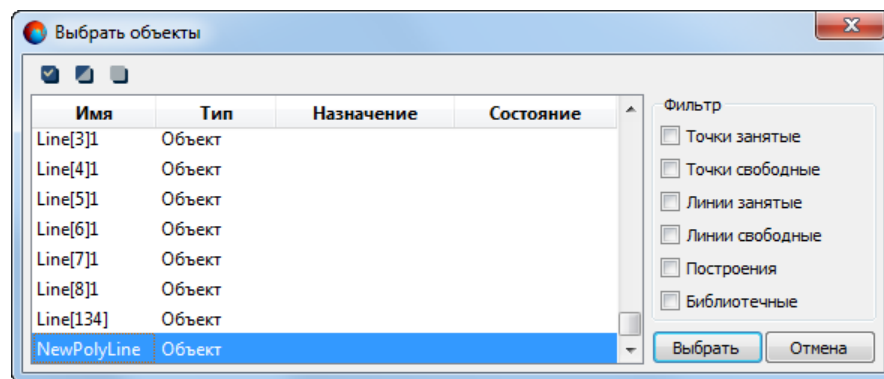 Выбрать объекты
Имя Тип Назначение Состояние
Line[3]1 Объект
Line[4]1 Объект
Line[5]1 Объект
Line[6]1 Объект
Line[7]1 Объект
Line[8]1 Объект
Line[134] Объект
NewPolyLine Объект
Фильтр
Точки занятые
Точки свободные
Линии занятые
Линии свободные
Построения
Библиотечные
Выбрать Отмена